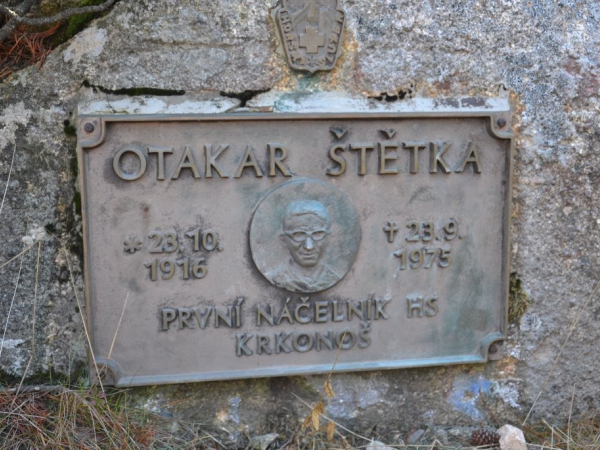 OTAKAR ŠTĚTKA
* 23.10. 1916
† 23.9. 1975
PRVNÍ NÁČELNÍK HS
KRKONOŠ